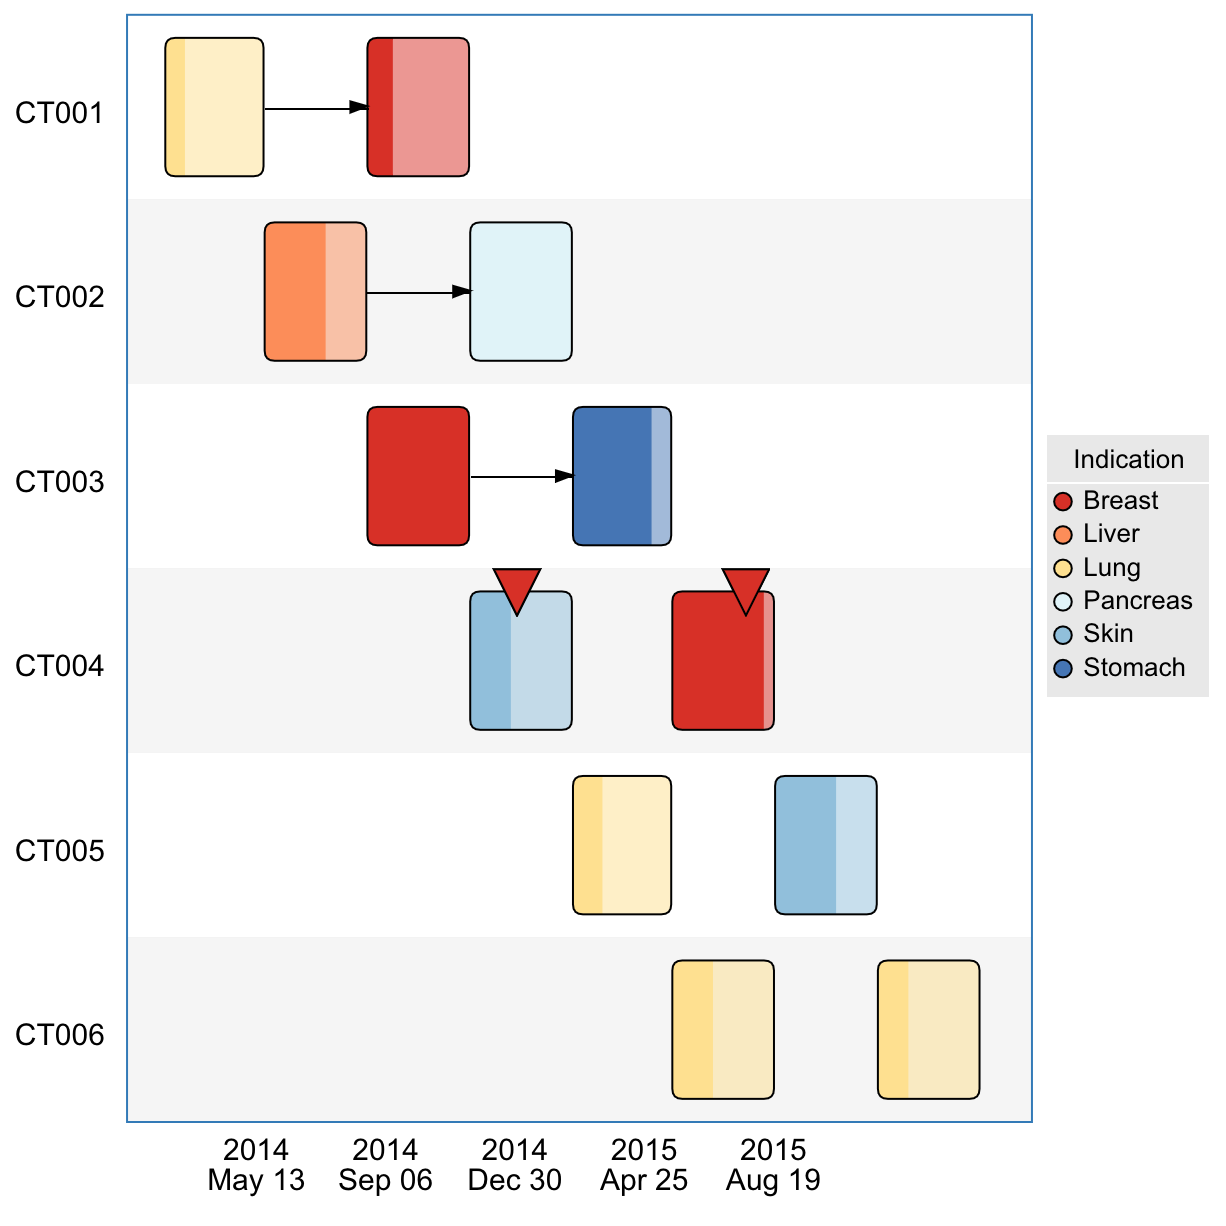 CT001
CT002
CT003
CT004
CT005
CT006
Indication
Breast
Liver
Lung
Pancreas
Skin
Stomach
2014
May 13
2014
Sep 06
2014
Dec 30
2015
Apr 25
2015
Aug 19